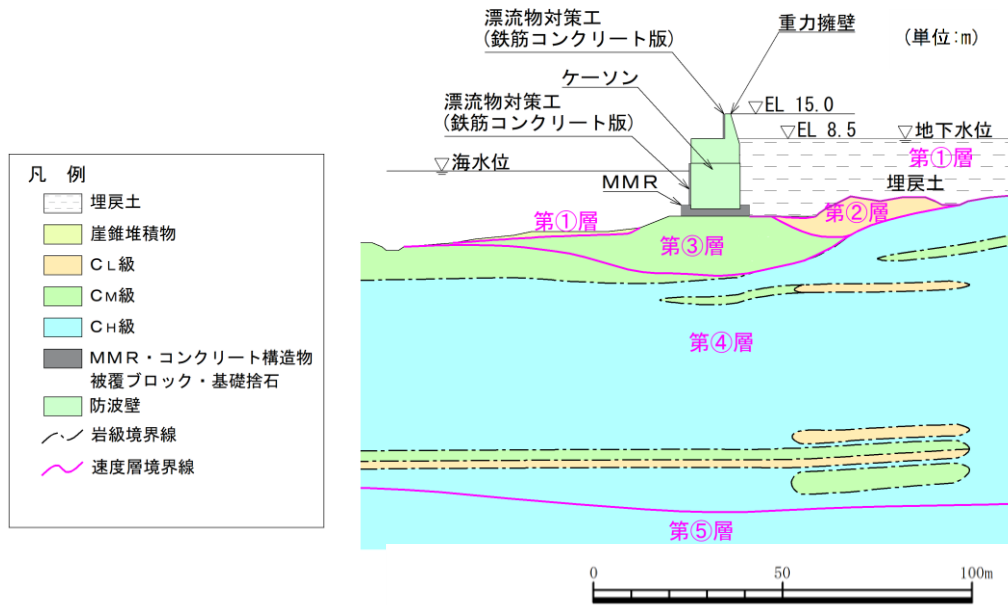 漂流物対策工
(鉄筋コンクリート版)
重力擁壁
(単位:m)
ケーソン
漂流物対策工
(鉄筋コンクリート版)
▽EL 15.0
▽EL 8.5
▽地下水位
第①層
埋戻土
▽海水位
MMR
第①層
第②層
第③層
第④層
第⑤層
凡 例
埋戻土
崖錐堆積物
CL級
CM級
CH級
MMR・コンクリート構造物
被覆ブロック・基礎捨石
防波壁
岩級境界線
速度層境界線
0 50 100m